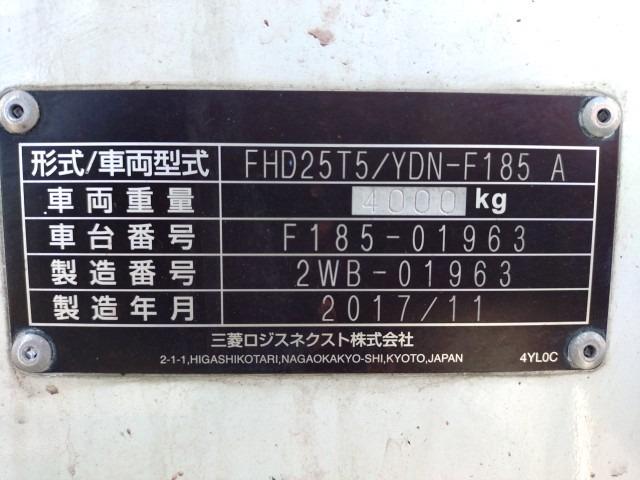 形式/車両型式 FHD25T5/YDN-F185 A
車両重量 4000 kg
車台番号 F185-01963
製造番号 2WB-01963
製造年月 2017/11
三菱ロジスネクスト株式会社
2-1-1,HIGASHIKOTARI,NAGAOKAKYO-SHI,KYOTO,JAPAN 4YL0C